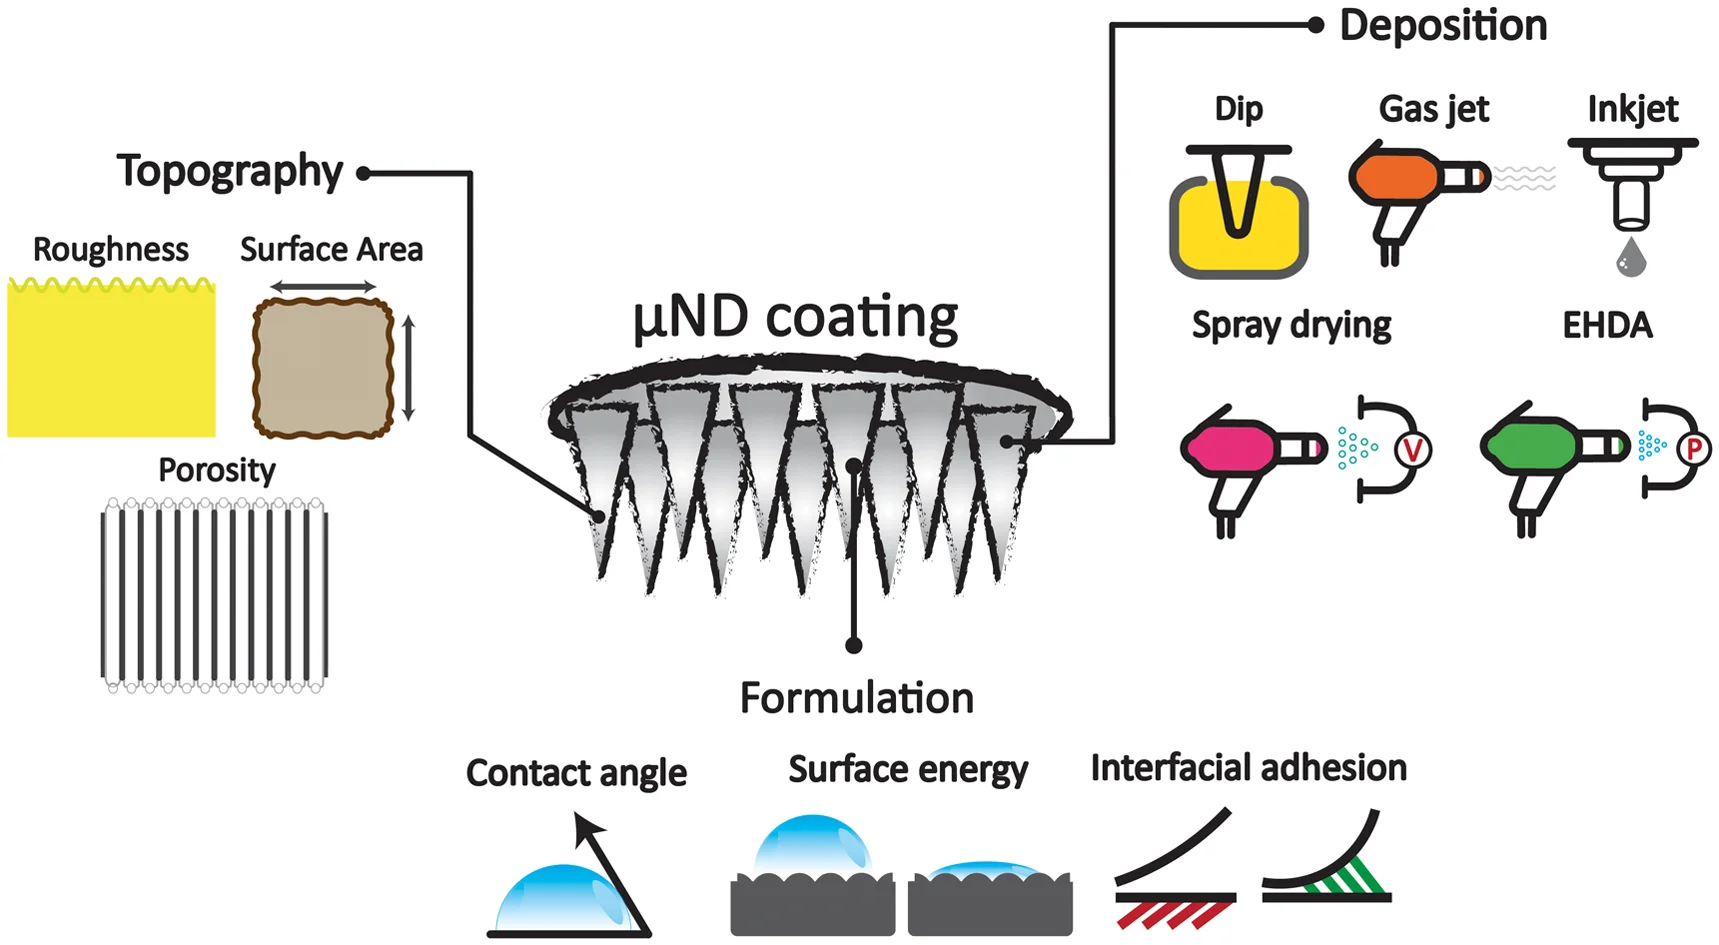 Deposition
Dip
Gas jet
Inkjet
Topography
Roughness
Surface Area
µND coating
Spray drying
EHDA
V
P
Porosity
Formulation
Contact angle
Surface energy
Interfacial adhesion